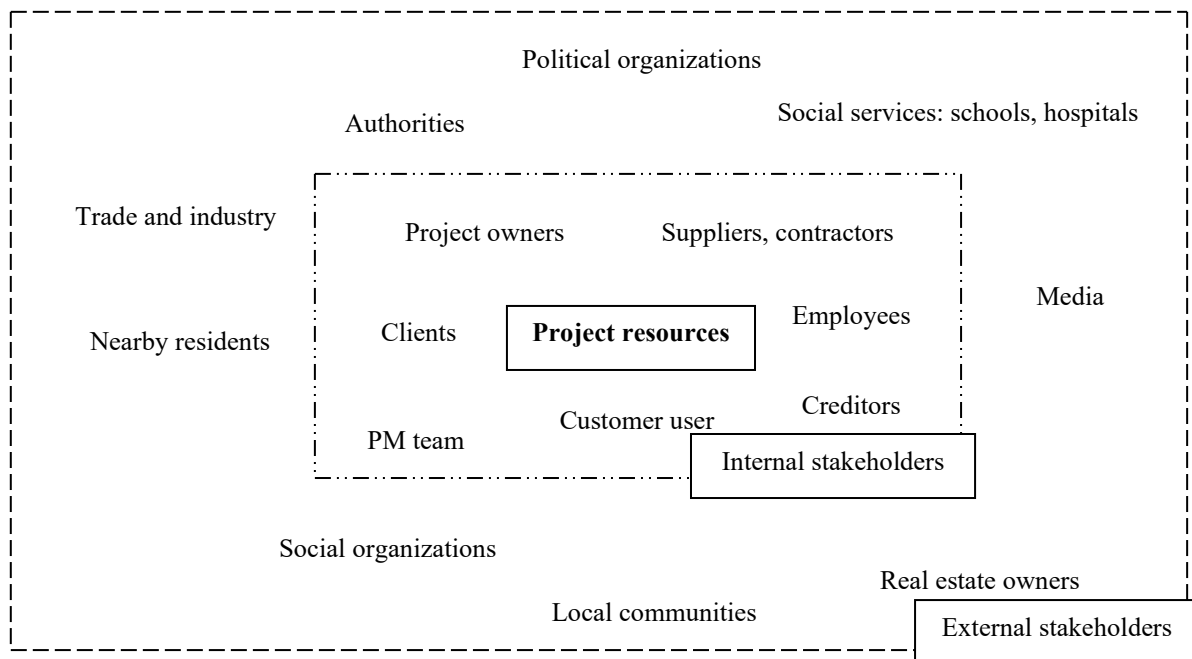 Political organizations
Social services: schools, hospitals
Authorities
Trade and industry
Project owners
Suppliers, contractors
Media
Employees
Clients
Project resources
Nearby residents
Creditors
Customer user
PM team
Internal stakeholders
Social organizations
Real estate owners
Local communities
External stakeholders